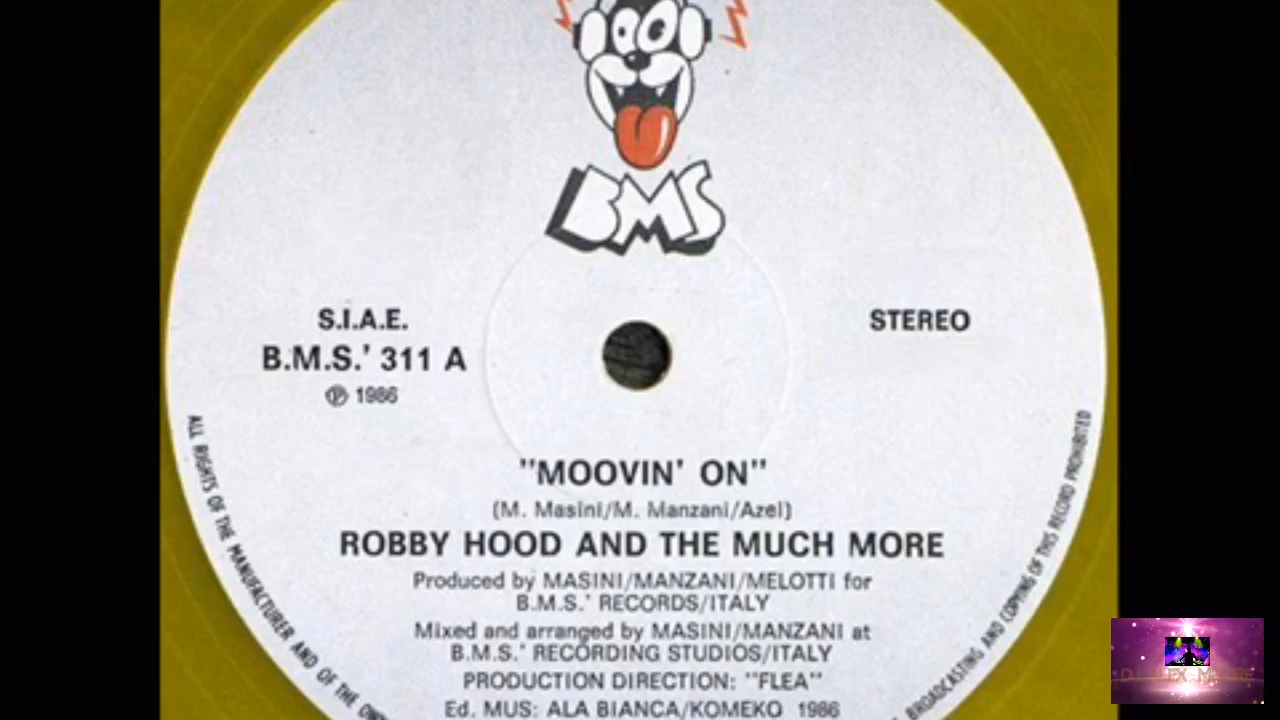 BMS
S.I.A.E.
STEREO
B.M.S.' 311 A
Ⓟ 1986
"MOOVIN' ON"
(M. Masini/M. Manzani/Azel)
ROBBY HOOD AND THE MUCH MORE
Produced by MASINI/MANZANI/MELOTTI for
B.M.S.' RECORDS/ITALY
Mixed and arranged by MASINI/MANZANI at
B.M.S.' RECORDING STUDIOS/ITALY
PRODUCTION DIRECTION: "FLEA"
Ed. MUS: ALA BIANCA/KOMEKO 1986
ALL RIGHTS OF THE MANUFACTURER AND OF THE
BROADCASTING AND COPYING OF THIS RECORD PROHIBITED